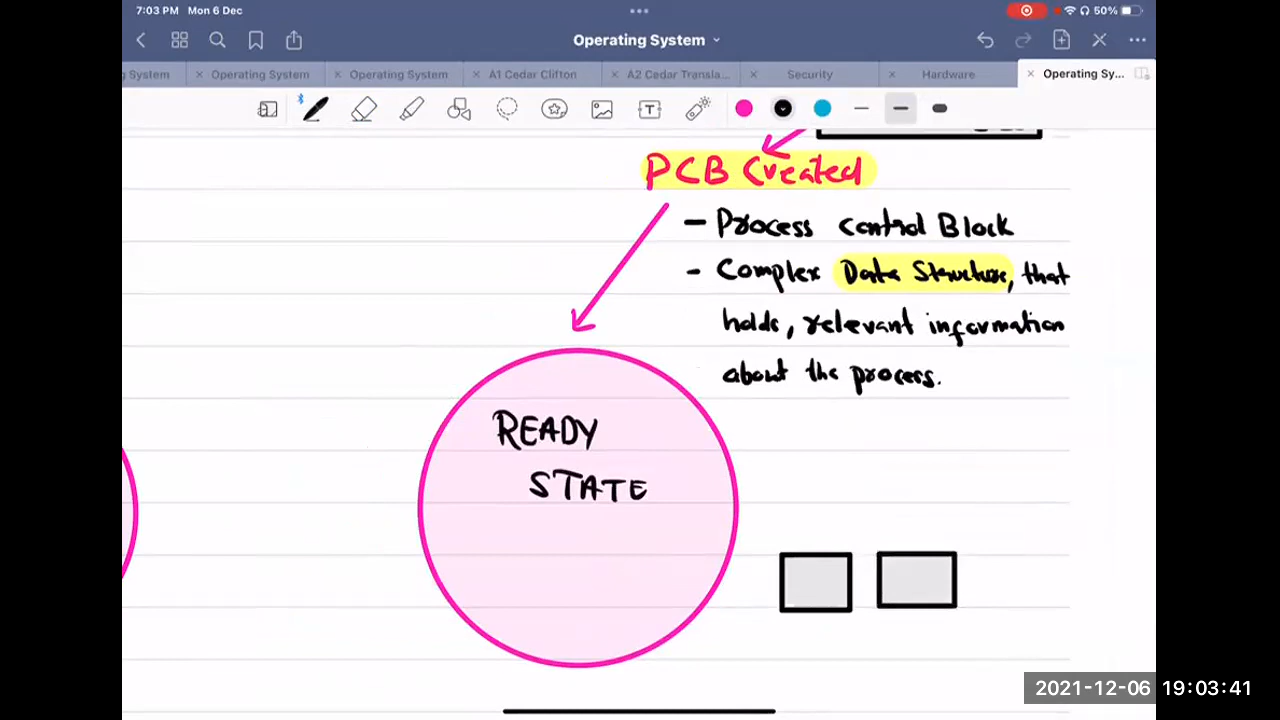 7:03 PM Mon 6 Dec
50%
Operating System
g System
Operating System
Operating System
A1 Cedar Clifton
A2 Cedar Transla...
Security
Hardware
Operating Sy...
T
PCB Created
- Process Control Block
- Complex Data Structure, that
holds, relevant information
about the process.
READY
STATE
2021-12-06 19:03:41